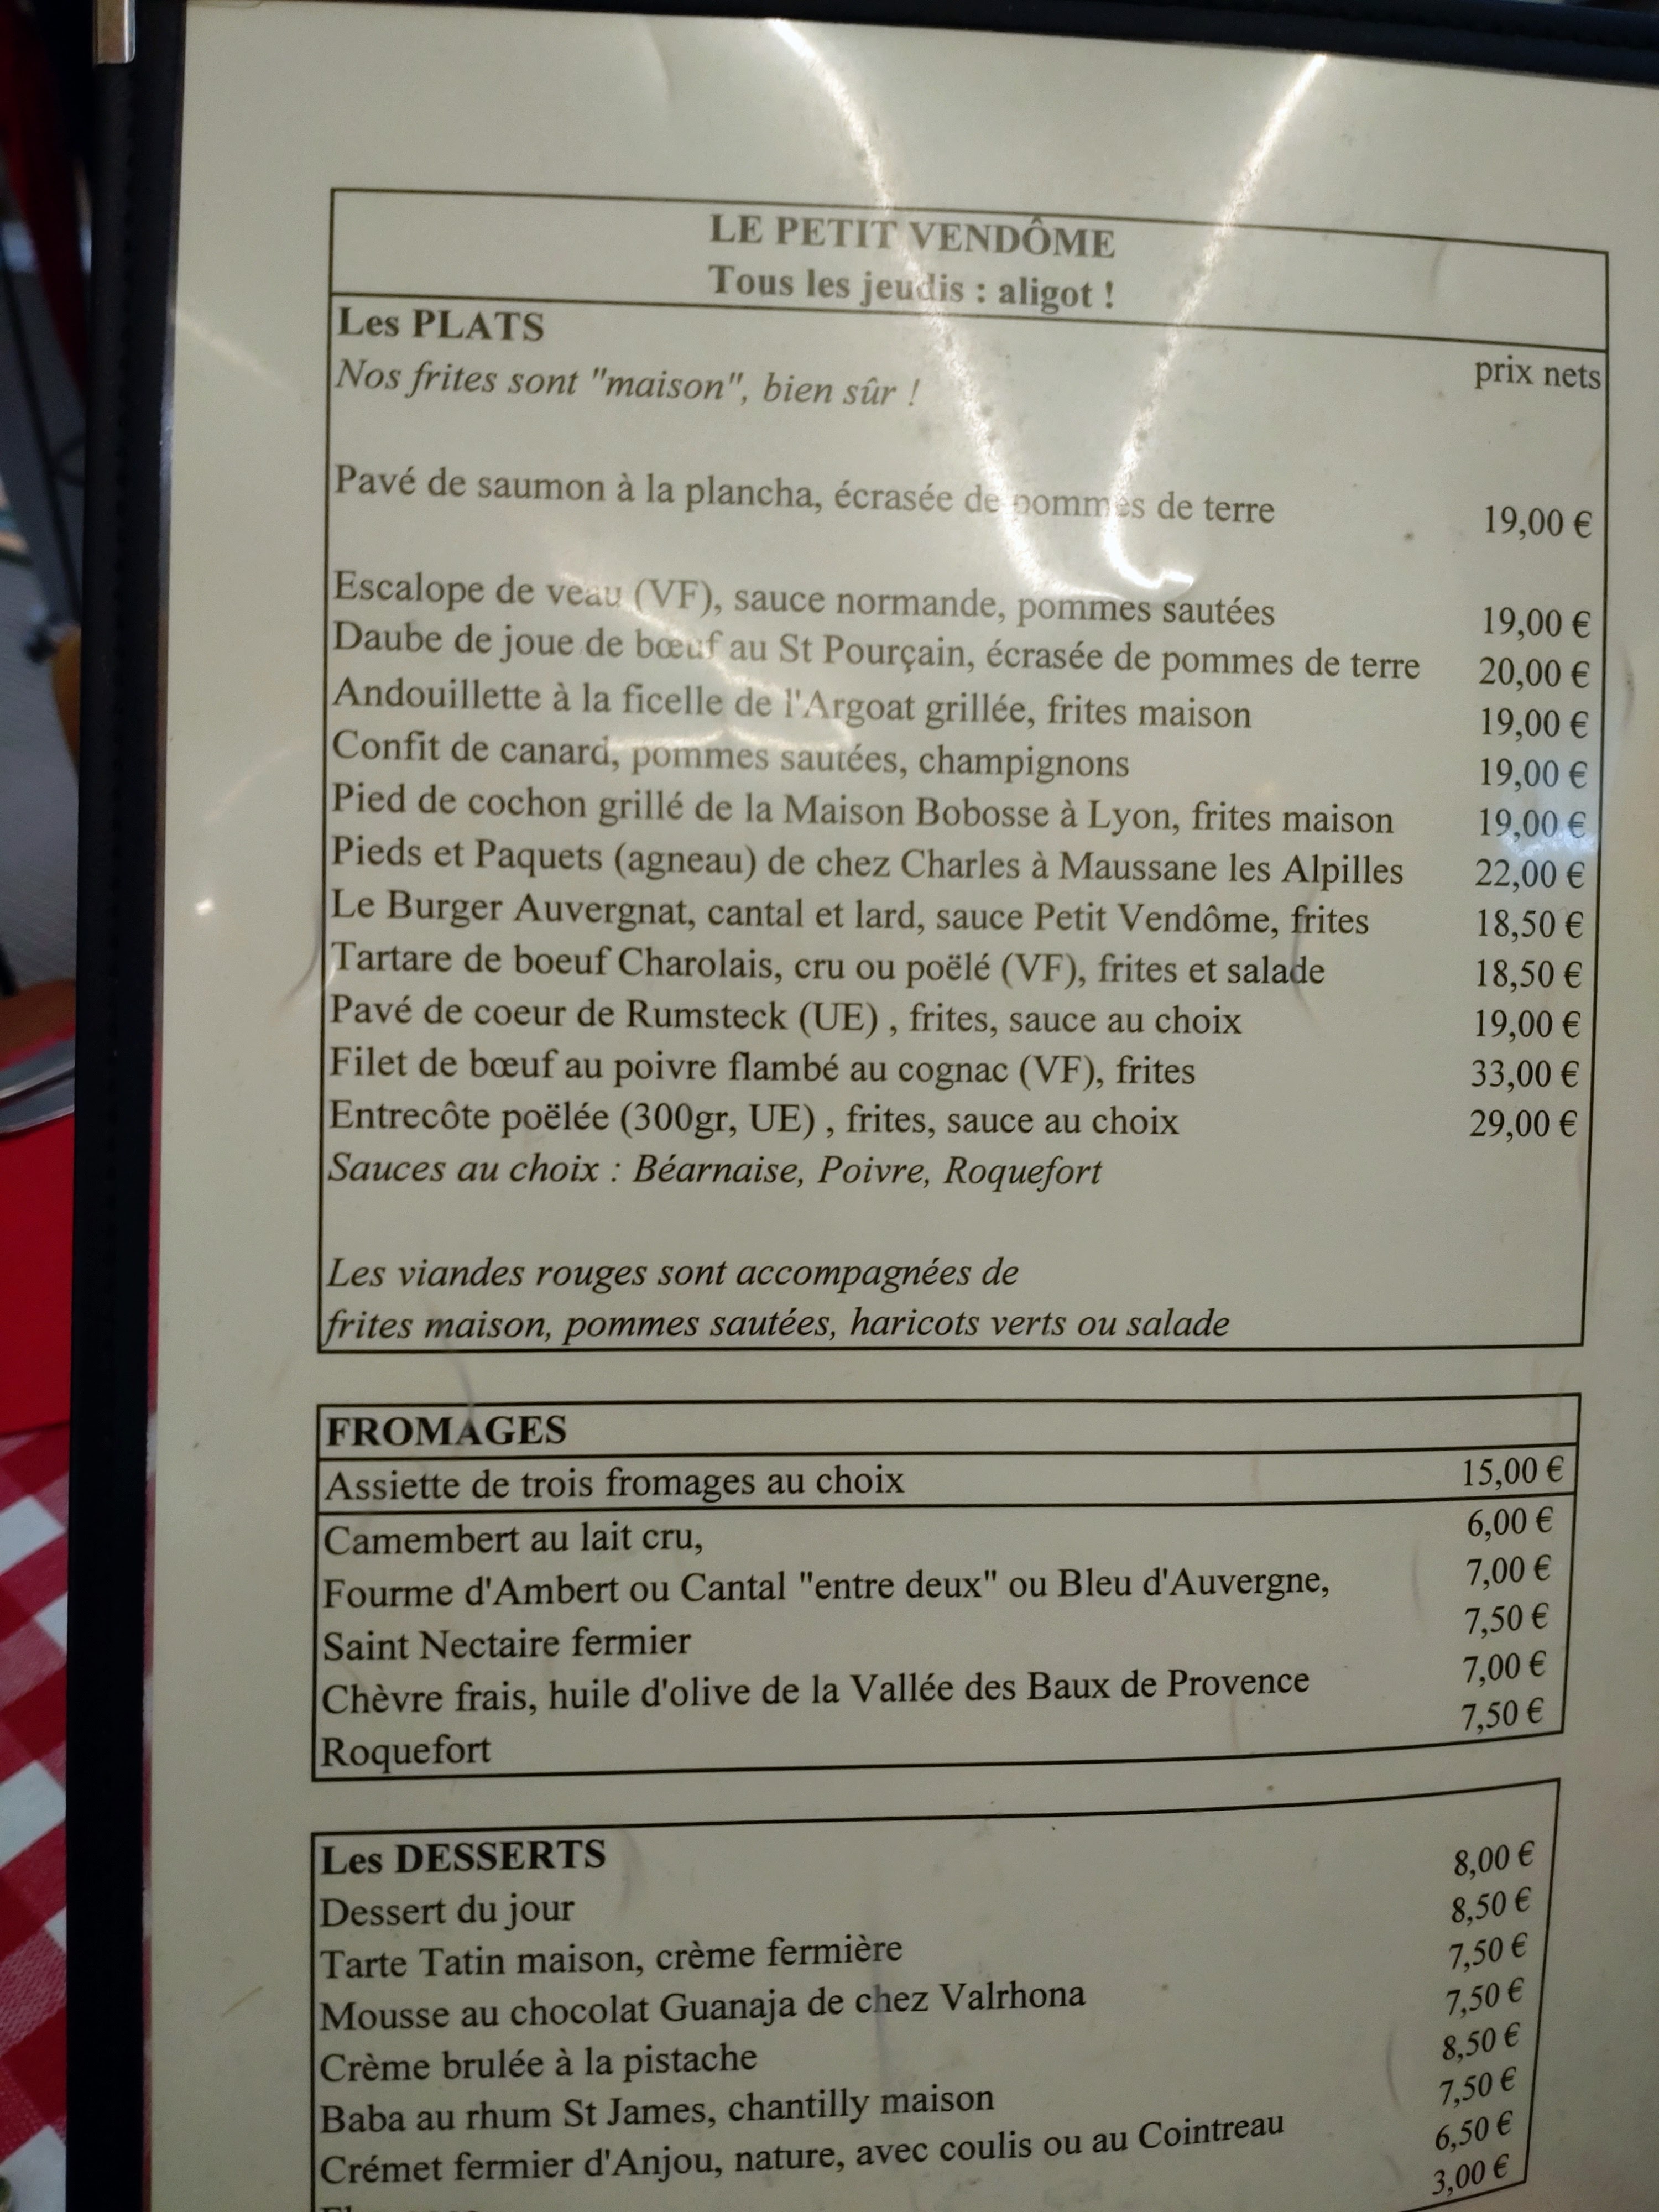 LE PETIT VENDÔME
Tous les jeudis : aligot !
Les PLATS
Nos frites sont "maison", bien sûr ! prix nets
Pavé de saumon à la plancha, écrasée de pommes de terre 19,00 €
Escalope de veau (VF), sauce normande, pommes sautées 19,00 €
Daube de joue de bœuf au St Pourçain, écrasée de pommes de terre 20,00 €
Andouillette à la ficelle de l'Argoat grillée, frites maison 19,00 €
Confit de canard, pommes sautées, champignons 19,00 €
Pied de cochon grillé de la Maison Bobosse à Lyon, frites maison 19,00 €
Pieds et Paquets (agneau) de chez Charles à Maussane les Alpilles 22,00 €
Le Burger Auvergnat, cantal et lard, sauce Petit Vendôme, frites 18,50 €
Tartare de boeuf Charolais, cru ou poëlé (VF), frites et salade 18,50 €
Pavé de coeur de Rumsteck (UE) , frites, sauce au choix 19,00 €
Filet de bœuf au poivre flambé au cognac (VF), frites 33,00 €
Entrecôte poëlée (300gr, UE) , frites, sauce au choix 29,00 €
Sauces au choix : Béarnaise, Poivre, Roquefort
Les viandes rouges sont accompagnées de
frites maison, pommes sautées, haricots verts ou salade
FROMAGES
Assiette de trois fromages au choix 15,00 €
Camembert au lait cru, 6,00 €
Fourme d'Ambert ou Cantal "entre deux" ou Bleu d'Auvergne, 7,00 €
Saint Nectaire fermier 7,50 €
Chèvre frais, huile d'olive de la Vallée des Baux de Provence 7,00 €
Roquefort 7,50 €
Les DESSERTS
Dessert du jour 8,00 €
Tarte Tatin maison, crème fermière 8,50 €
Mousse au chocolat Guanaja de chez Valrhona 7,50 €
Crème brulée à la pistache 7,50 €
Baba au rhum St James, chantilly maison 8,50 €
Crémet fermier d'Anjou, nature, avec coulis ou au Cointreau 7,50 €
6,50 €
3,00 €